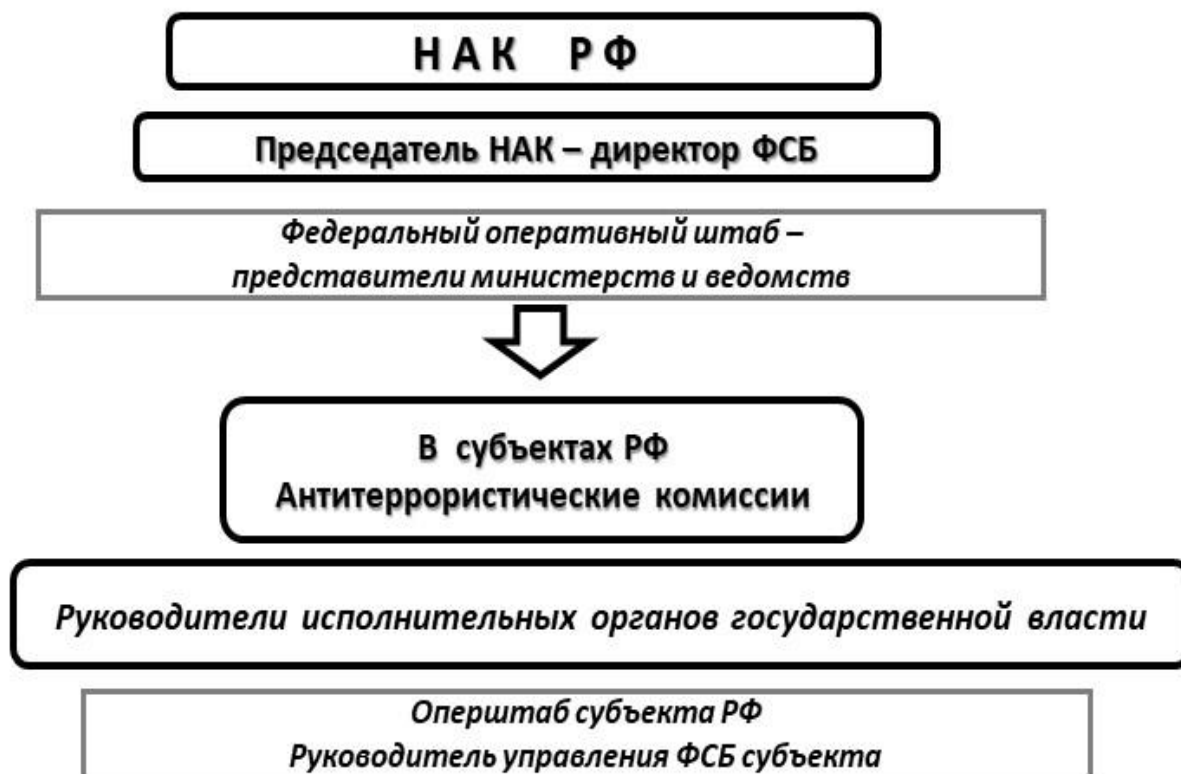 НАК РФ
Председатель НАК – директор ФСБ
Федеральный оперативный штаб –
представители министерств и ведомств
В субъектах РФ
Антитеррористические комиссии
Руководители исполнительных органов государственной власти
Оперштаб субъекта РФ
Руководитель управления ФСБ субъекта